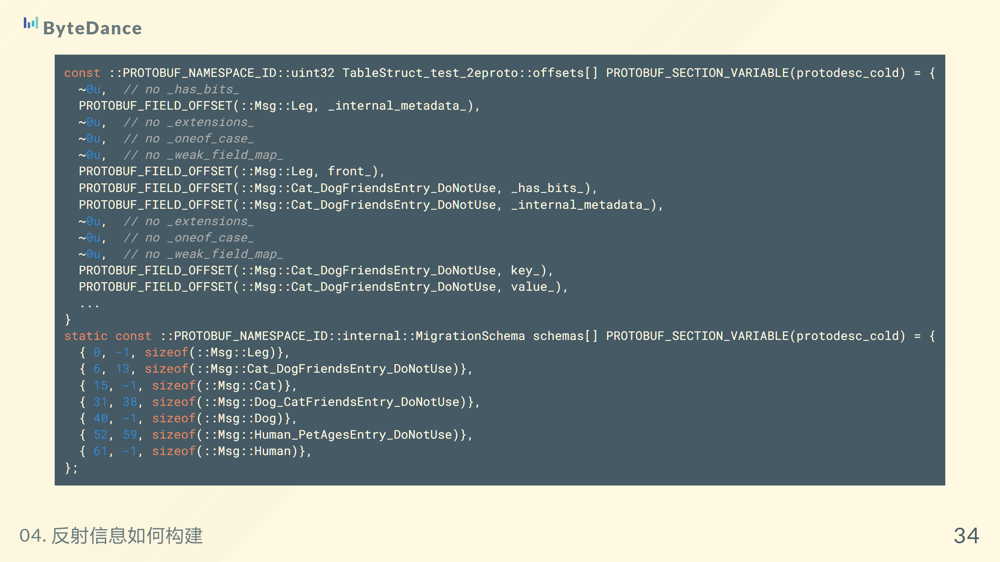 ByteDance
const ::PROTOBUF_NAMESPACE_ID::uint32 TableStruct_test_2eproto::offsets[] PROTOBUF_SECTION_VARIABLE(protodesc_cold) = {
  ~0u,  // no _has_bits_
  PROTOBUF_FIELD_OFFSET(::Msg::Leg, _internal_metadata_),
  ~0u,  // no _extensions_
  ~0u,  // no _oneof_case_
  ~0u,  // no _weak_field_map_
  PROTOBUF_FIELD_OFFSET(::Msg::Leg, front_),
  PROTOBUF_FIELD_OFFSET(::Msg::Cat_DogFriendsEntry_DoNotUse, _has_bits_),
  PROTOBUF_FIELD_OFFSET(::Msg::Cat_DogFriendsEntry_DoNotUse, _internal_metadata_),
  ~0u,  // no _extensions_
  ~0u,  // no _oneof_case_
  ~0u,  // no _weak_field_map_
  PROTOBUF_FIELD_OFFSET(::Msg::Cat_DogFriendsEntry_DoNotUse, key_),
  PROTOBUF_FIELD_OFFSET(::Msg::Cat_DogFriendsEntry_DoNotUse, value_),
  ...
}
static const ::PROTOBUF_NAMESPACE_ID::internal::MigrationSchema schemas[] PROTOBUF_SECTION_VARIABLE(protodesc_cold) = {
  { 0, -1, sizeof(::Msg::Leg)},
  { 6, 13, sizeof(::Msg::Cat_DogFriendsEntry_DoNotUse)},
  { 15, -1, sizeof(::Msg::Cat)},
  { 31, 38, sizeof(::Msg::Dog_CatFriendsEntry_DoNotUse)},
  { 40, -1, sizeof(::Msg::Dog)},
  { 52, 59, sizeof(::Msg::Human_PetAgesEntry_DoNotUse)},
  { 61, -1, sizeof(::Msg::Human)},
};
04. 反射信息如何构建
34